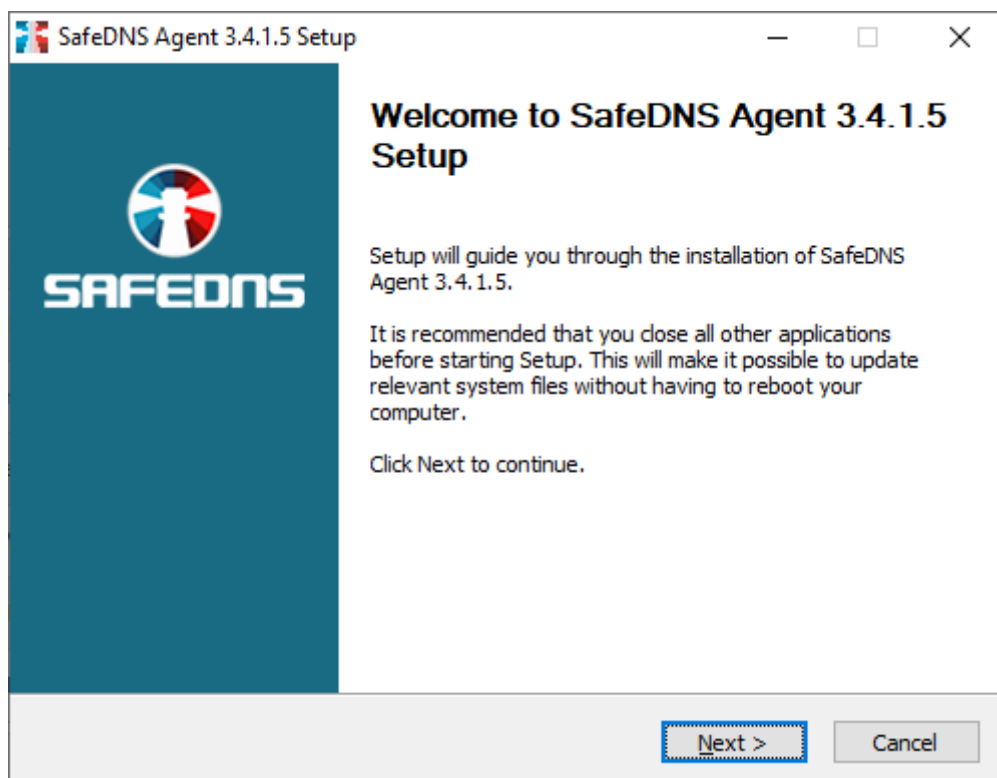 SafeDNS Agent 3.4.1.5 Setup
SAFEDNS
Welcome to SafeDNS Agent 3.4.1.5
Setup
Setup will guide you through the installation of SafeDNS
Agent 3.4.1.5.
It is recommended that you close all other applications
before starting Setup. This will make it possible to update
relevant system files without having to reboot your
computer.
Click Next to continue.
Next >
Cancel